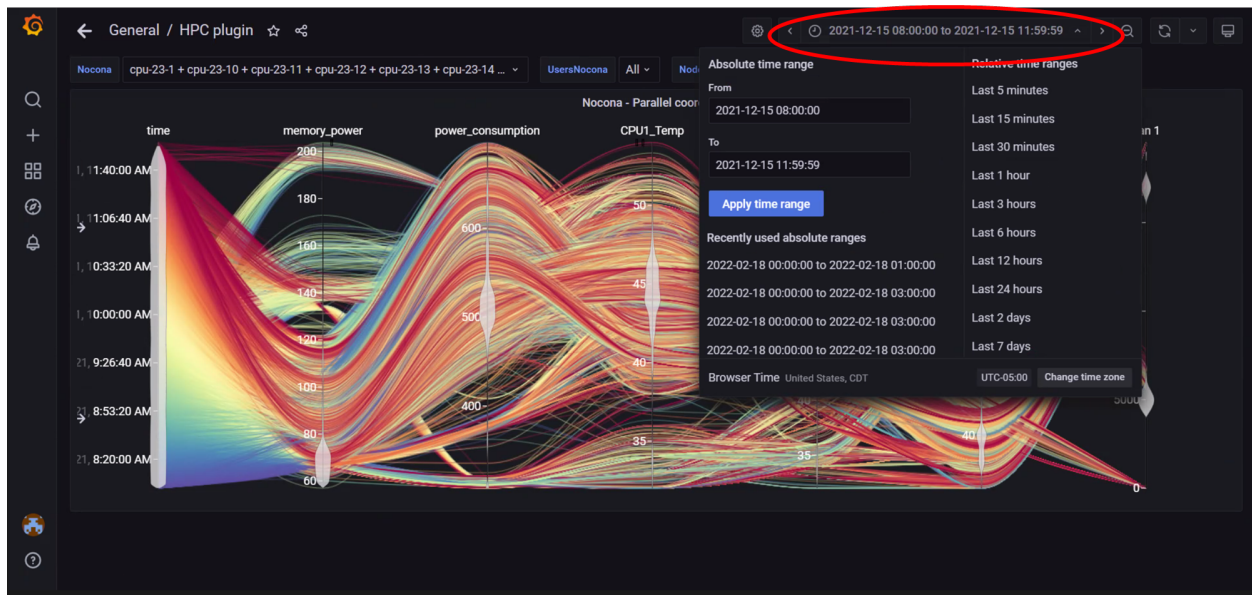 General / HPC plugin
2021-12-15 08:00:00 to 2021-12-15 11:59:59
Nocona cpu-23-1 + cpu-23-10 + cpu-23-11 + cpu-23-12 + cpu-23-13 + cpu-23-14 ... UsersNocona All
Nocona - Parallel coor
time memory_power power_consumption CPU1_Temp
200
180
160
140
120
100
80
60
600
500
400
50
45
40
35
40
35
40
5000
0
11:40:00 AM
11:06:40 AM
10:33:20 AM
10:00:00 AM
21, 9:26:40 AM
21, 8:53:20 AM
21, 8:20:00 AM
Absolute time range
From
2021-12-15 08:00:00
To
2021-12-15 11:59:59
Apply time range
Recently used absolute ranges
2022-02-18 00:00:00 to 2022-02-18 01:00:00
2022-02-18 00:00:00 to 2022-02-18 03:00:00
2022-02-18 00:00:00 to 2022-02-18 03:00:00
2022-02-18 00:00:00 to 2022-02-18 03:00:00
Relative time ranges
Last 5 minutes
Last 15 minutes
Last 30 minutes
Last 1 hour
Last 3 hours
Last 6 hours
Last 12 hours
Last 24 hours
Last 2 days
Last 7 days
Browser Time United States, CDT
UTC-05:00 Change time zone